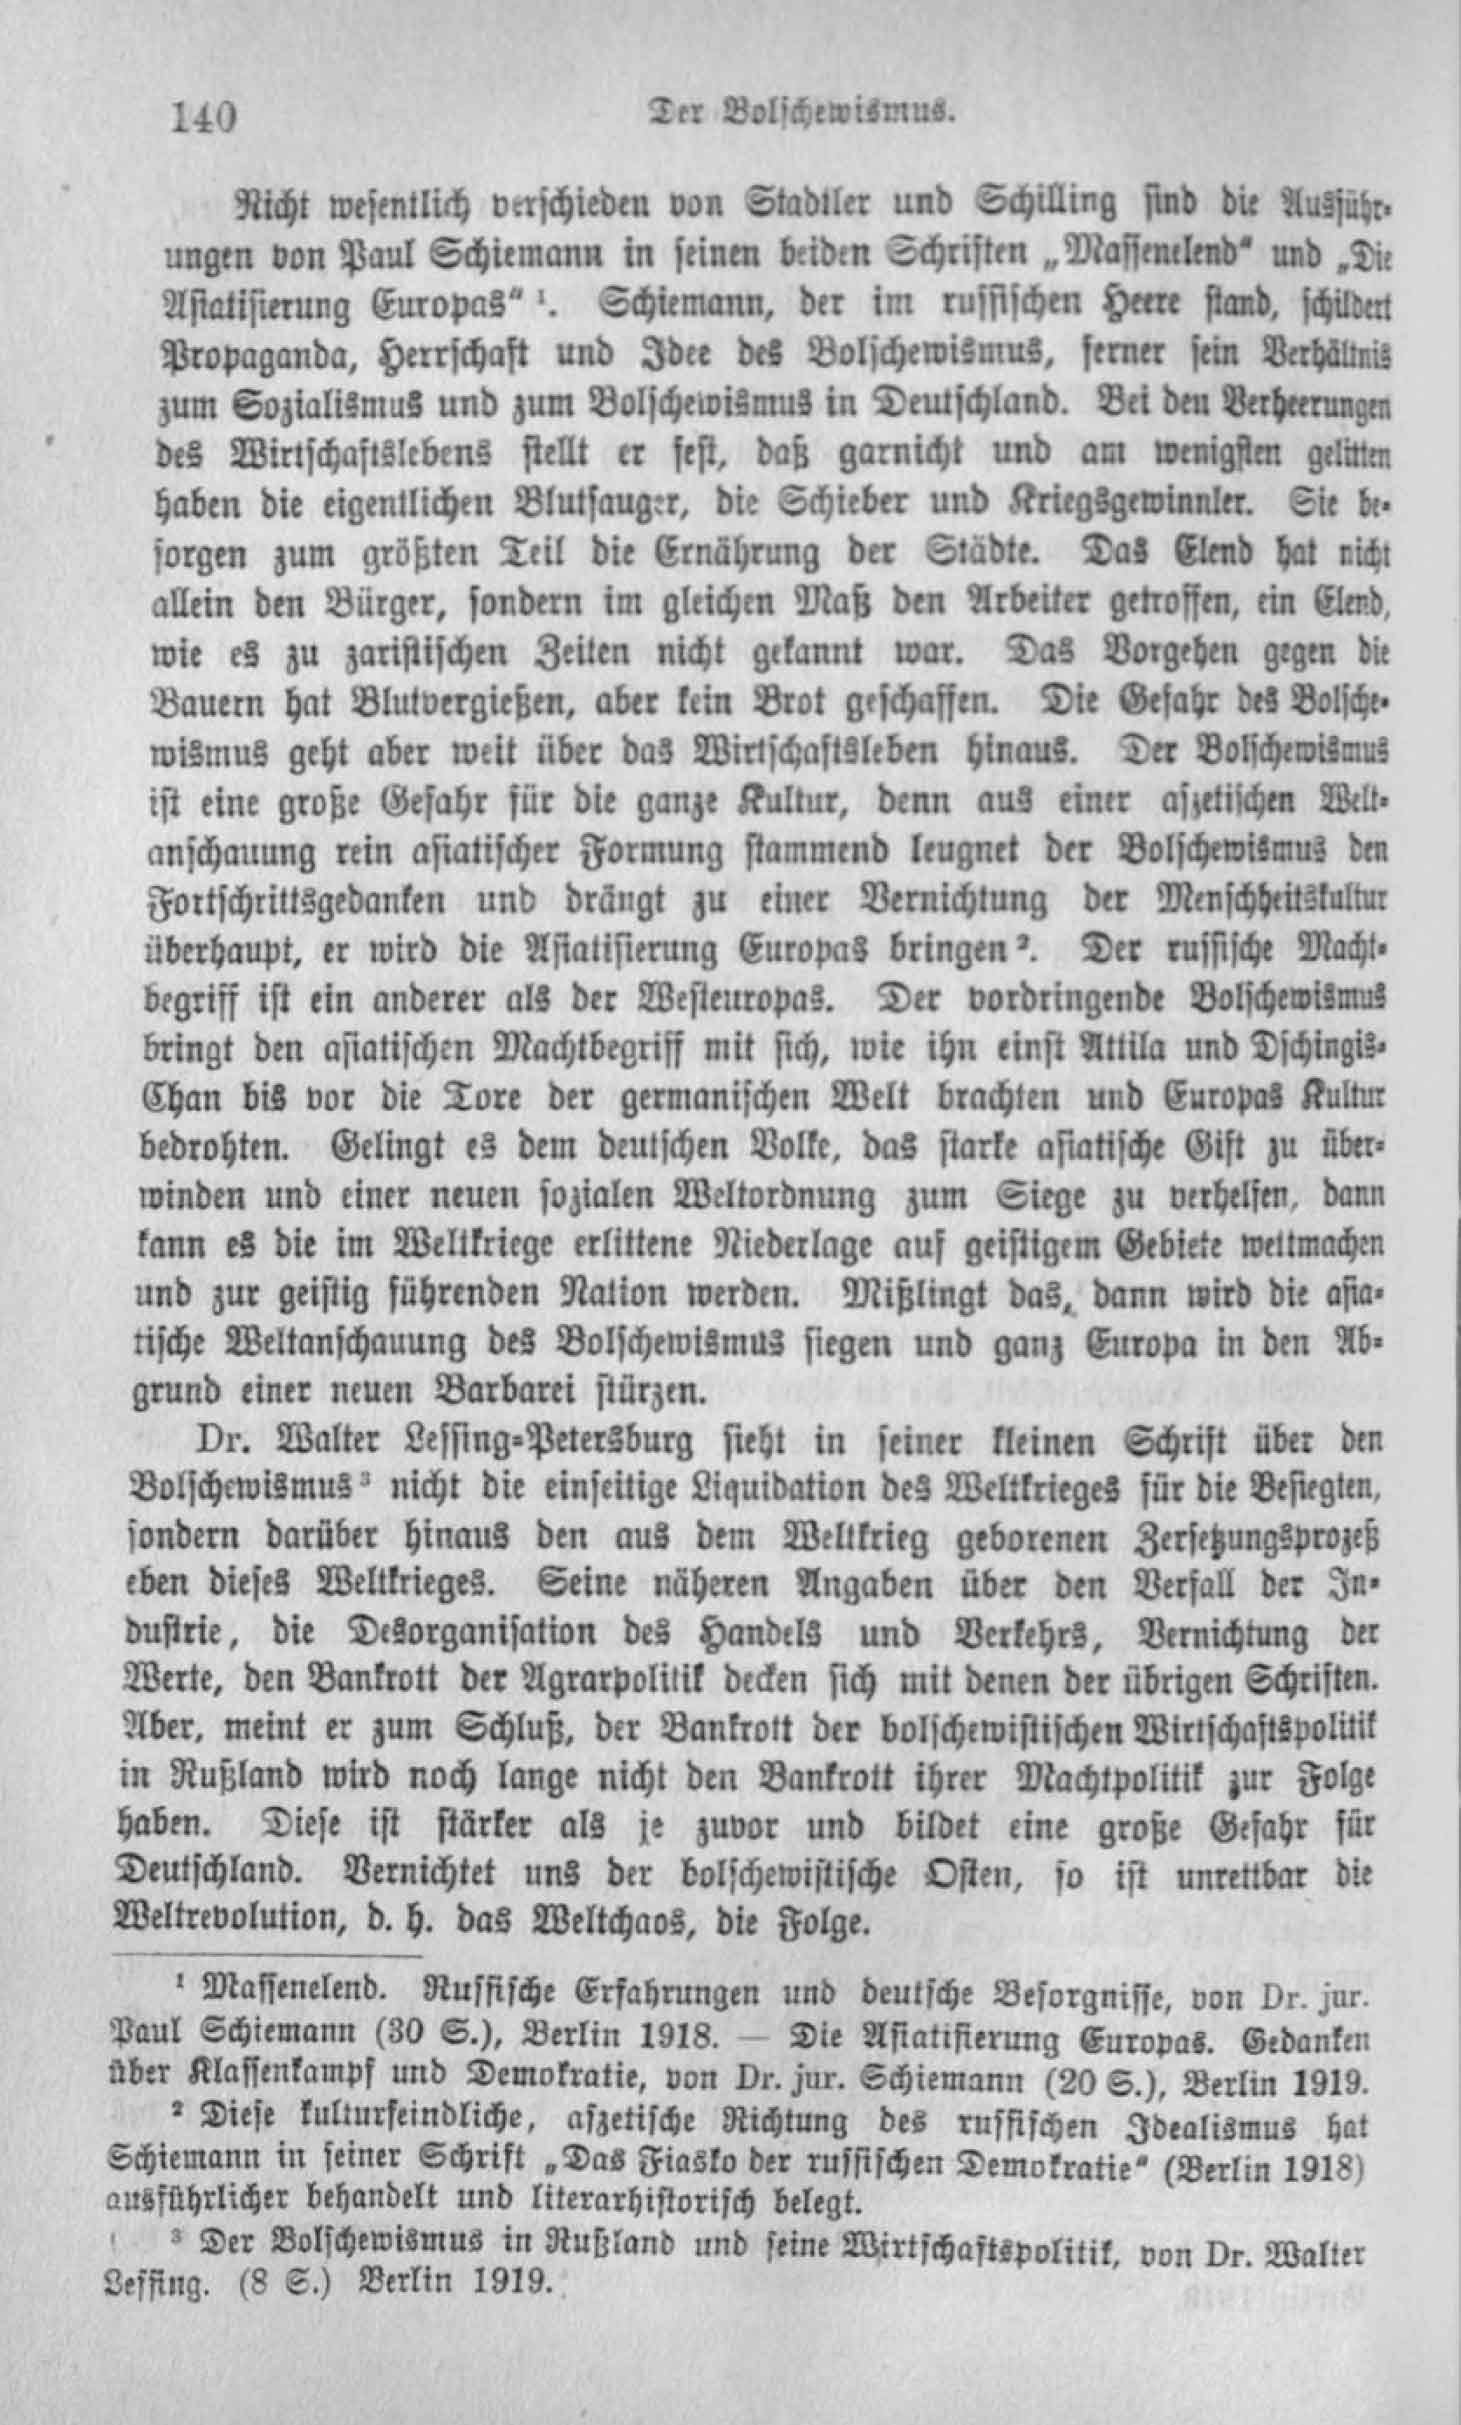 140
Der Bolschewismus.
Nicht wesentlich verschieden von Stadtler und Schilling sind die Ausführ-
ungen von Paul Schiemann in seinen beiden Schriften „Massenelend“ und „Die
Asiatisierung Europas“ ¹. Schiemann, der im russischen Heere stand, schildert
Propaganda, Herrschaft und Idee des Bolschewismus, ferner sein Verhältnis
zum Sozialismus und zum Bolschewismus in Deutschland. Bei den Verheerungen
des Wirtschaftslebens stellt er fest, daß garnicht und am wenigsten gelitten
haben die eigentlichen Blutsauger, die Schieber und Kriegsgewinnler. Sie be-
sorgen zum größten Teil die Ernährung der Städte. Das Elend hat nicht
allein den Bürger, sondern im gleichen Maß den Arbeiter getroffen, ein Elend,
wie es zu zaristischen Zeiten nicht gekannt war. Das Vorgehen gegen die
Bauern hat Blutvergießen, aber kein Brot geschaffen. Die Gefahr des Bolsche-
wismus geht aber weit über das Wirtschaftsleben hinaus. Der Bolschewismus
ist eine große Gefahr für die ganze Kultur, denn aus einer aszetischen Welt-
anschauung rein asiatischer Formung stammend leugnet der Bolschewismus den
Fortschrittsgedanken und drängt zu einer Vernichtung der Menschheitskultur
überhaupt, er wird die Asiatisierung Europas bringen ². Der russische Macht-
begriff ist ein anderer als der Westeuropas. Der vordringende Bolschewismus
bringt den asiatischen Machtbegriff mit sich, wie ihn einst Attila und Dschingis-
Chan bis vor die Tore der germanischen Welt brachten und Europas Kultur
bedrohten. Gelingt es dem deutschen Volke, das starke asiatische Gift zu über-
winden und einer neuen sozialen Weltordnung zum Siege zu verhelfen, dann
kann es die im Weltkriege erlittene Niederlage auf geistigem Gebiete wettmachen
und zur geistig führenden Nation werden. Mißlingt das, dann wird die asia-
tische Weltanschauung des Bolschewismus siegen und ganz Europa in den Ab-
grund einer neuen Barbarei stürzen.
Dr. Walter Lessing-Petersburg sieht in seiner kleinen Schrift über den
Bolschewismus ³ nicht die einseitige Liquidation des Weltkrieges für die Besiegten,
sondern darüber hinaus den aus dem Weltkrieg geborenen Zersetzungsprozeß
eben dieses Weltkrieges. Seine näheren Angaben über den Verfall der In-
dustrie, die Desorganisation des Handels und Verkehrs, Vernichtung der
Werte, den Bankrott der Agrarpolitik decken sich mit denen der übrigen Schriften.
Aber, meint er zum Schluß, der Bankrott der bolschewistischen Wirtschaftspolitik
in Rußland wird noch lange nicht den Bankrott ihrer Machtpolitik zur Folge
haben. Diese ist stärker als je zuvor und bildet eine große Gefahr für
Deutschland. Vernichtet uns der bolschewistische Osten, so ist unrettbar die
Weltrevolution, d. h. das Weltchaos, die Folge.
¹ Massenelend. Russische Erfahrungen und deutsche Besorgnisse, von Dr. jur.
Paul Schiemann (30 S.), Berlin 1918. — Die Asiatisierung Europas. Gedanken
über Klassenkampf und Demokratie, von Dr. jur. Schiemann (20 S.), Berlin 1919.
² Diese kulturfeindliche, aszetische Richtung des russischen Idealismus hat
Schiemann in seiner Schrift „Das Fiasko der russischen Demokratie“ (Berlin 1918)
ausführlicher behandelt und literarhistorisch belegt.
³ Der Bolschewismus in Rußland und seine Wirtschaftspolitik, von Dr. Walter
Lessing. (8 S.) Berlin 1919.